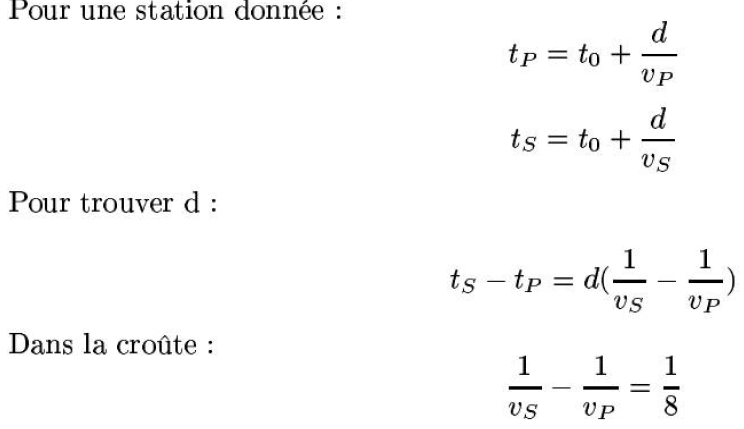 Pour une station donnée :
t_P = t_0 + d/v_P
t_S = t_0 + d/v_S
Pour trouver d :
t_S − t_P = d(1/v_S − 1/v_P)
Dans la croûte :
1/v_S − 1/v_P = 1/8